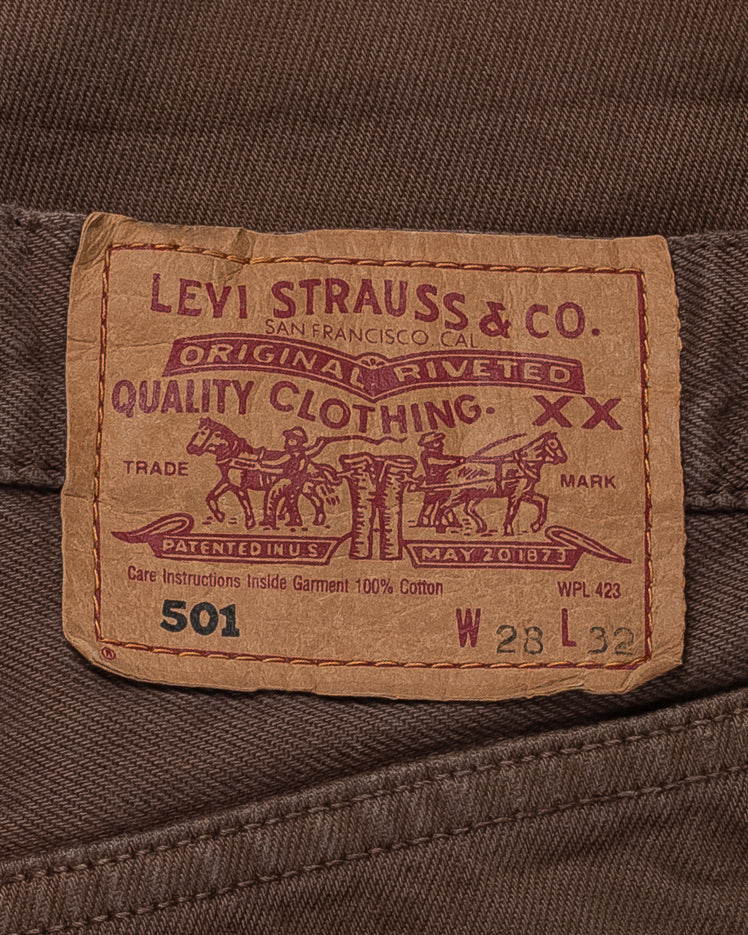 LEVI STRAUSS & CO.
SAN FRANCISCO CAL
ORIGINAL RIVETED
QUALITY CLOTHING. XX
TRADE MARK
PATENTED IN U.S. MAY 20 1873
Care Instructions Inside Garment 100% Cotton WPL 423
501 W 28 L 32
®